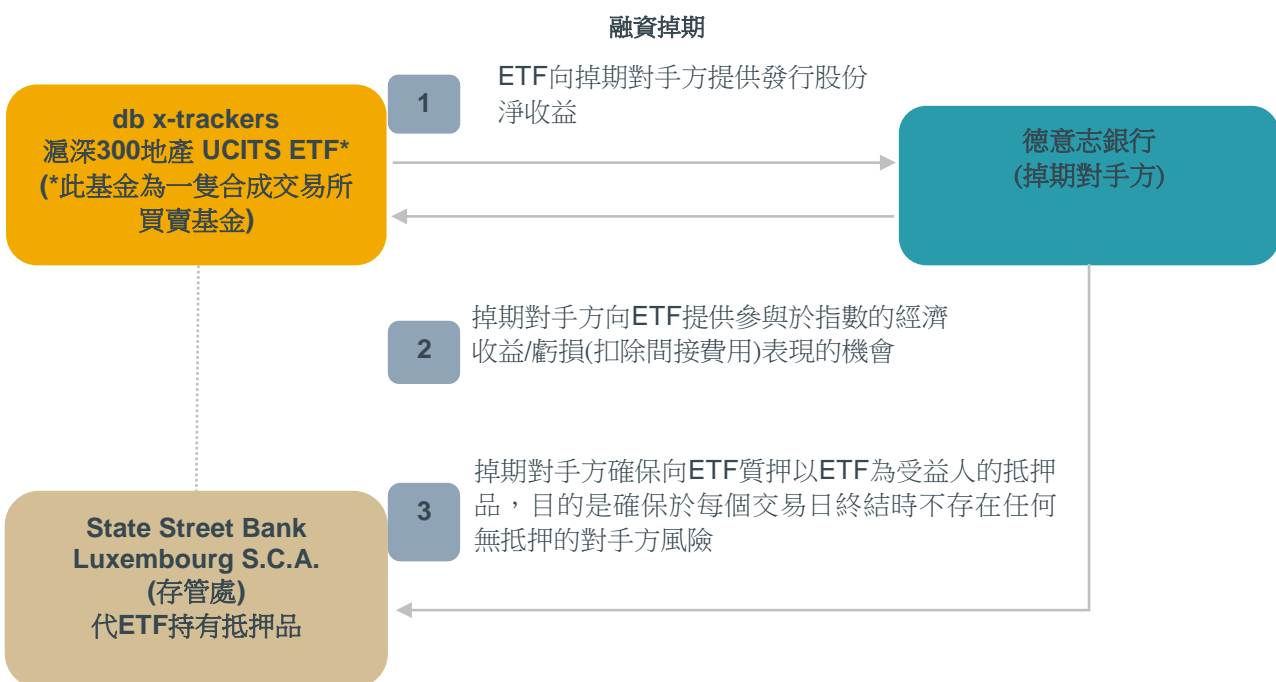 融資掉期
1
ETF向掉期對手方提供發行股份
淨收益
db x-trackers
滬深300地產 UCITS ETF*
(*此基金為一隻合成交易所
買賣基金)
德意志銀行
(掉期對手方)
2
掉期對手方向ETF提供參與於指數的經濟
收益/虧損(扣除間接費用)表現的機會
3
掉期對手方確保向ETF質押以ETF為受益人的抵押
品，目的是確保於每個交易日終結時不存在任何
無抵押的對手方風險
State Street Bank
Luxembourg S.C.A.
(存管處)
代ETF持有抵押品